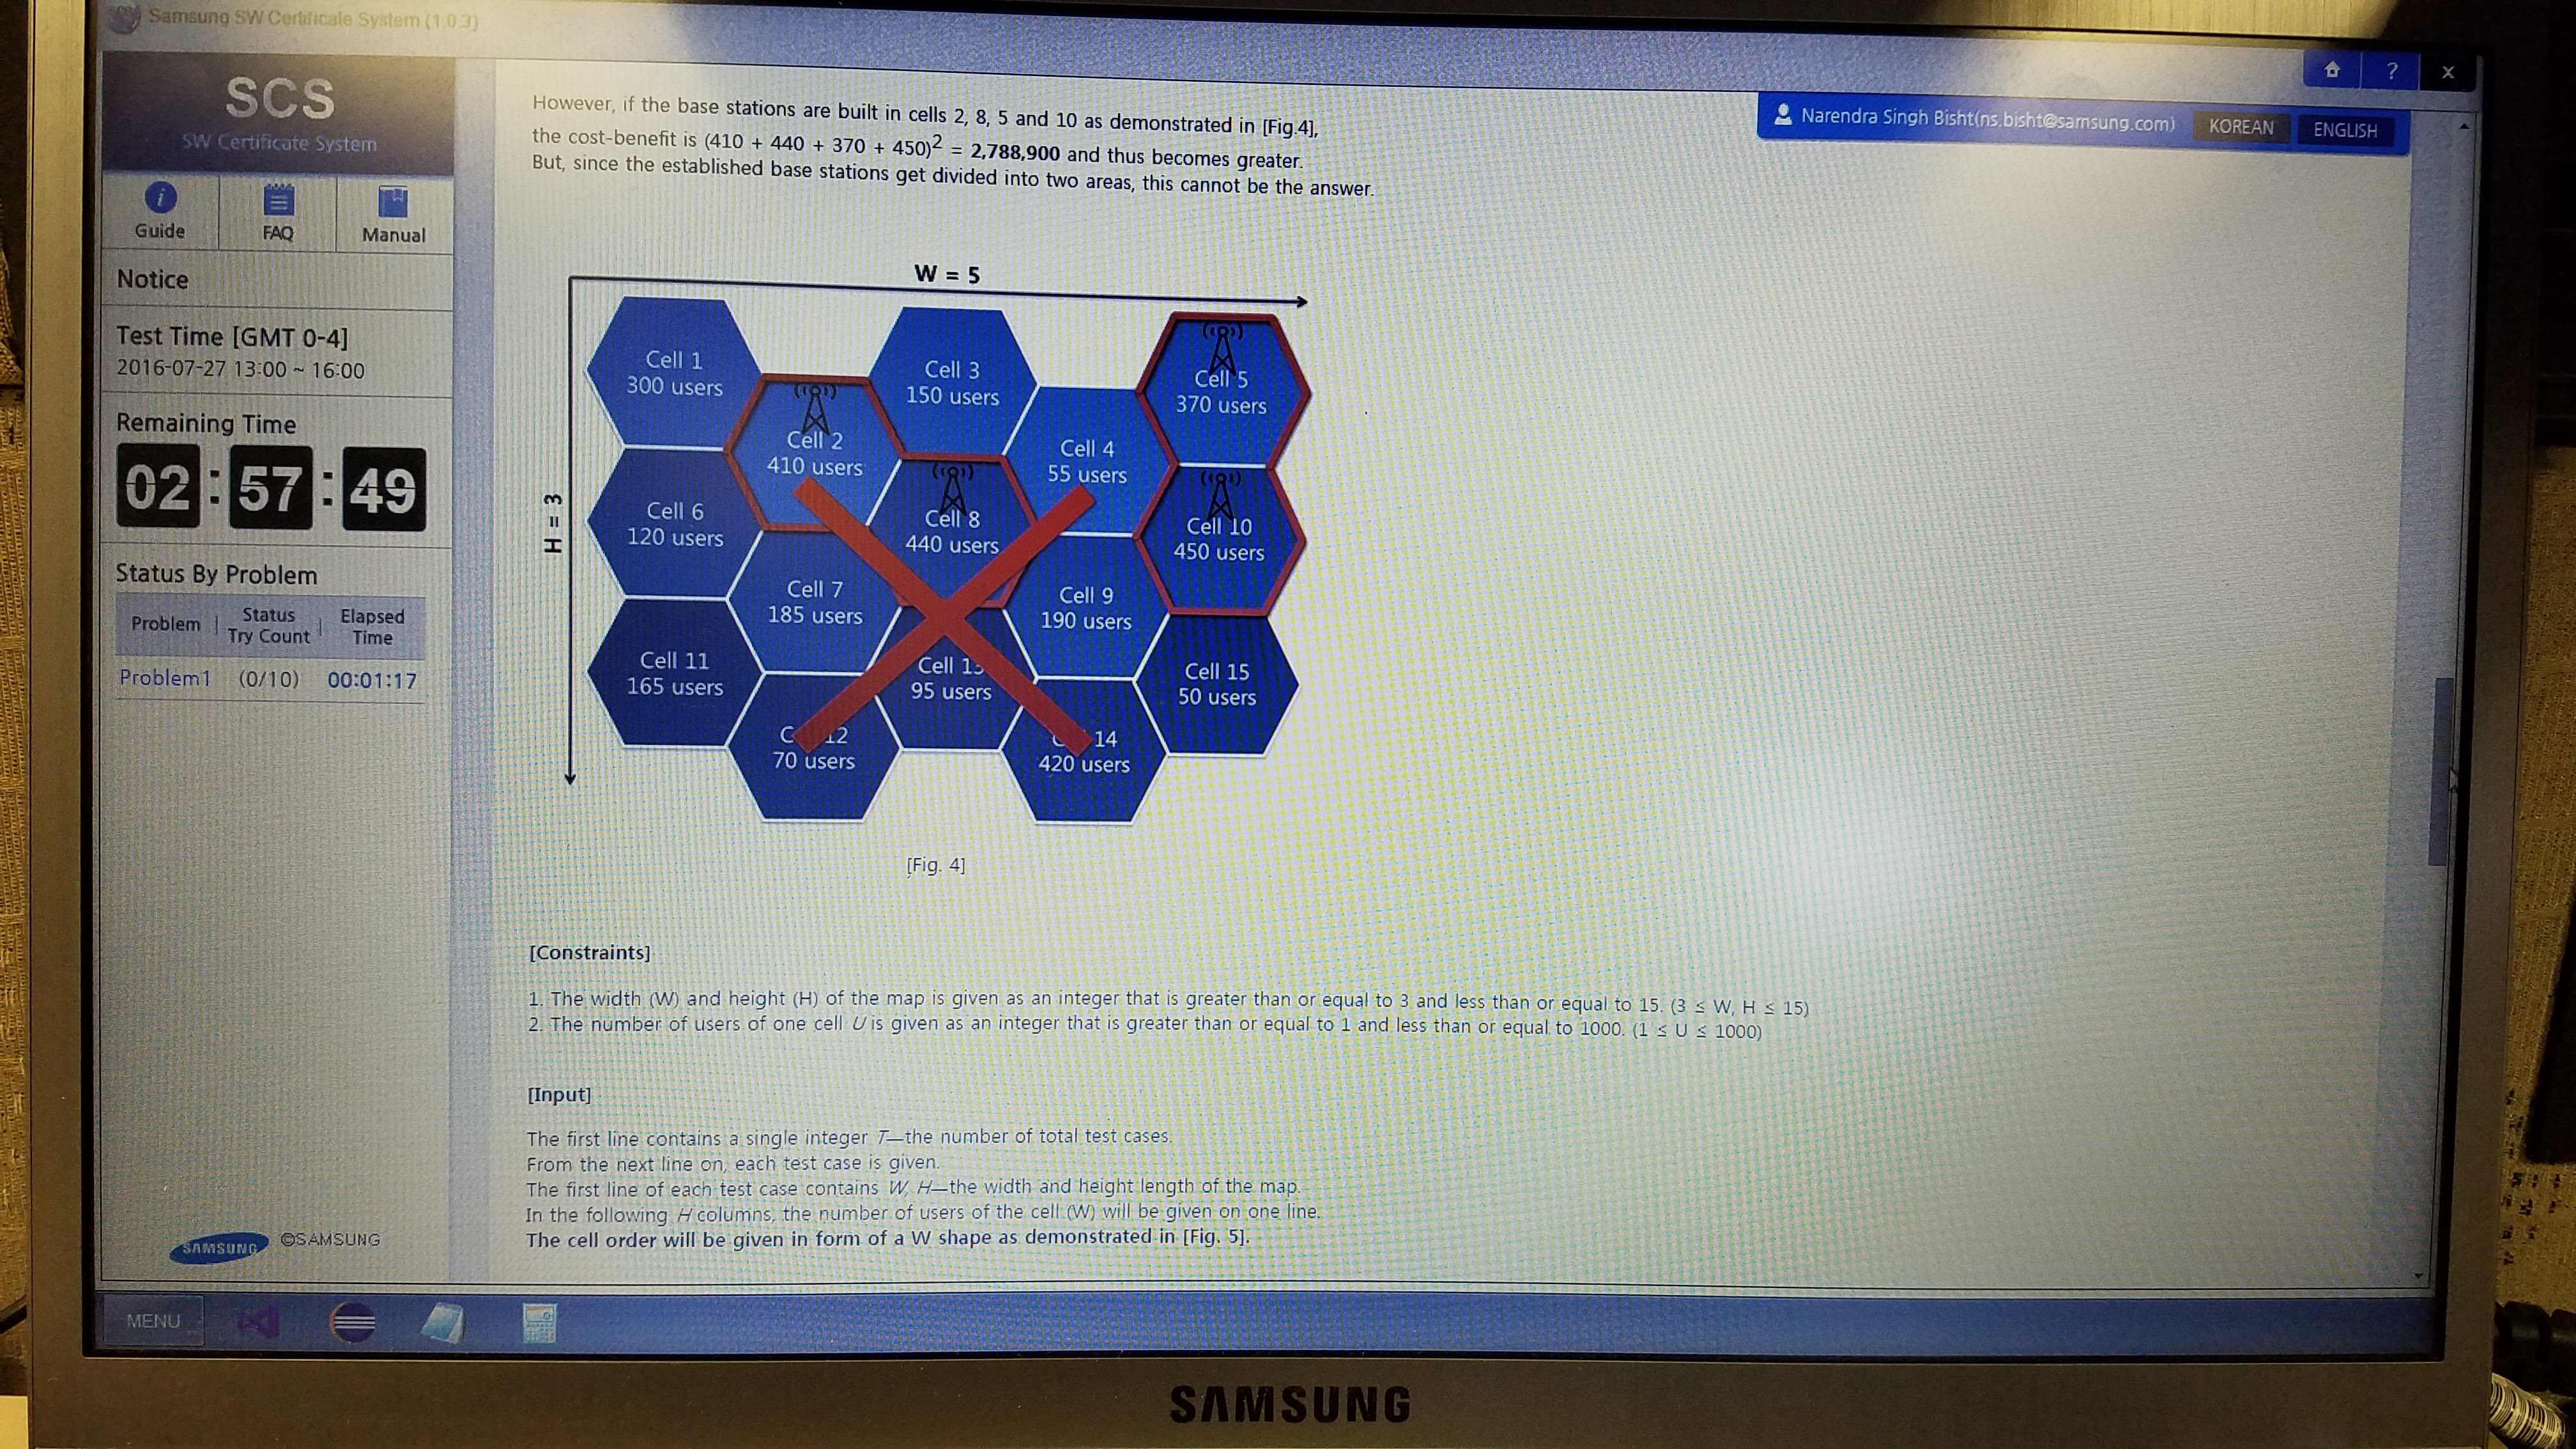 Samsung SW Certificate System (1.0.3)
SCS
SW Certificate System
Guide
FAQ
Manual
Notice
Test Time [GMT 0-4]
2016-07-27 13:00 ~ 16:00
Remaining Time
02:57:49
Status By Problem
Problem | Status Try Count | Elapsed Time
Problem1 (0/10) 00:01:17
SAMSUNG ©SAMSUNG
? X
Narendra Singh Bisht(ns.bisht@samsung.com) KOREAN ENGLISH
However, if the base stations are built in cells 2, 8, 5 and 10 as demonstrated in [Fig.4],
the cost-benefit is (410 + 440 + 370 + 450)² = 2,788,900 and thus becomes greater.
But, since the established base stations get divided into two areas, this cannot be the answer.
W = 5
H = 3
Cell 1
300 users
Cell 2
410 users
Cell 3
150 users
Cell 4
55 users
Cell 5
370 users
Cell 6
120 users
Cell 7
185 users
Cell 8
440 users
Cell 9
190 users
Cell 10
450 users
Cell 11
165 users
C 12
70 users
Cell 13
95 users
14
420 users
Cell 15
50 users
[Fig. 4]
[Constraints]
1. The width (W) and height (H) of the map is given as an integer that is greater than or equal to 3 and less than or equal to 15. (3 ≤ W, H ≤ 15)
2. The number of users of one cell U is given as an integer that is greater than or equal to 1 and less than or equal to 1000. (1 ≤ U ≤ 1000)
[Input]
The first line contains a single integer T—the number of total test cases.
From the next line on, each test case is given.
The first line of each test case contains W, H—the width and height length of the map.
In the following H columns, the number of users of the cell (W) will be given on one line.
The cell order will be given in form of a W shape as demonstrated in [Fig. 5].
MENU
SAMSUNG